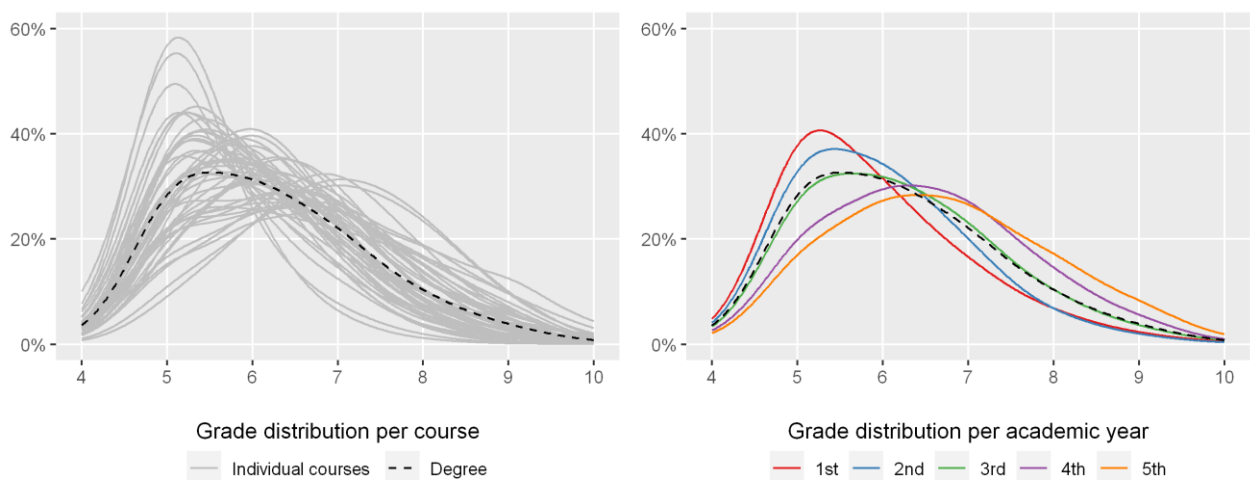 60%
40%
20%
0%
4 5 6 7 8 9 10
Grade distribution per course
Individual courses Degree
60%
40%
20%
0%
4 5 6 7 8 9 10
Grade distribution per academic year
1st 2nd 3rd 4th 5th